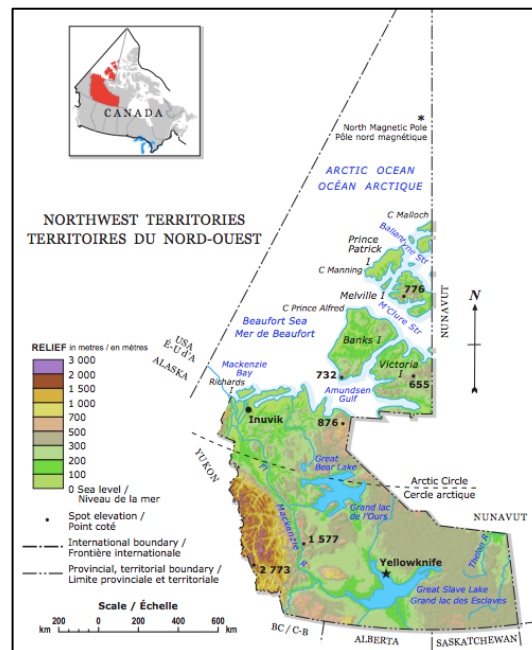 CANADA
North Magnetic Pole
Pôle nord magnétique
*
ARCTIC OCEAN
OCÉAN ARCTIQUE
NORTHWEST TERRITORIES
TERRITOIRES DU NORD-OUEST
C Malloch
Ballantyne Str
Prince
Patrick
I
C Manning
776
Melville I
M'Clure Str
C Prince Alfred
NUNAVUT
N
Beaufort Sea
Mer de Beaufort
Banks I
Victoria
I
732
655
Amundsen
Gulf
USA
É-U d'A
ALASKA
Mackenzie
Bay
Richards
I
Inuvik
876
YUKON
RELIEF in metres / en mètres
3 000
2 000
1 500
1 000
700
500
300
200
100
0 Sea level /
Niveau de la mer
Great
Bear Lake
Arctic Circle
Cercle arctique
Grand lac
de l'Ours
NUNAVUT
Mackenzie
R
1 577
Thelon R
Yellowknife
2 773
Great Slave Lake
Grand lac des Esclaves
Spot elevation /
Point coté
International boundary /
Frontière internationale
Provincial, territorial boundary /
Limite provinciale et territoriale
Scale / Échelle
km 200 0 200 400 600 km
BC / C-B
ALBERTA
SASKATCHEWAN